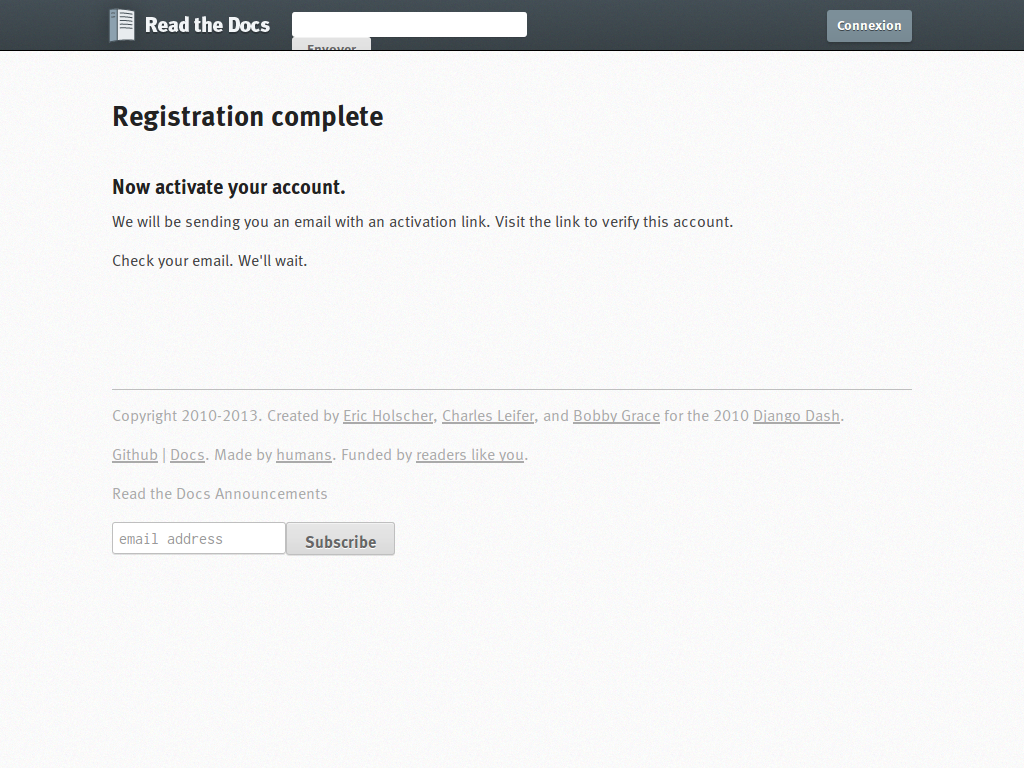 Read the Docs
Connexion
Envoyer
Registration complete
Now activate your account.
We will be sending you an email with an activation link. Visit the link to verify this account.
Check your email. We'll wait.
Copyright 2010-2013. Created by Eric Holscher, Charles Leifer, and Bobby Grace for the 2010 Django Dash.
Github | Docs. Made by humans. Funded by readers like you.
Read the Docs Announcements
email address
Subscribe